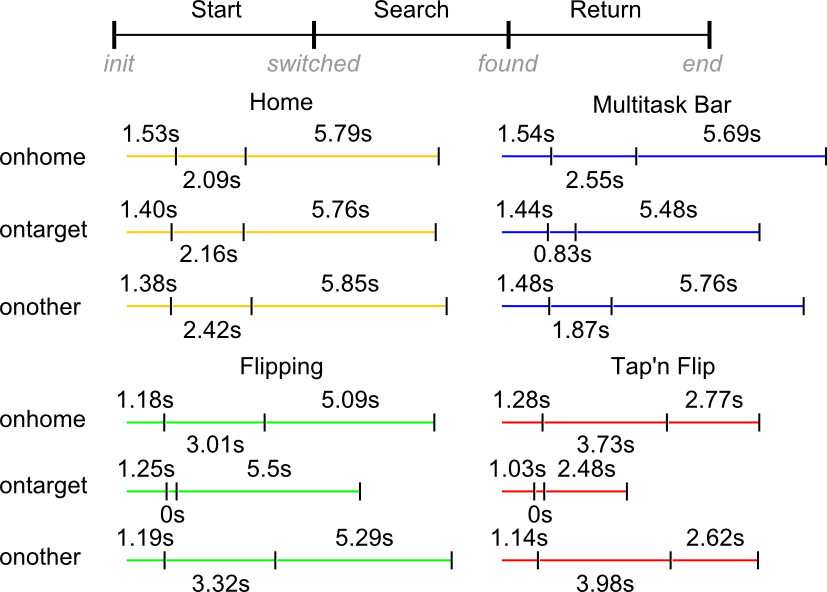 Start Search Return
init switched found end
Home Multitask Bar
1.53s 5.79s 1.54s 5.69s
onhome
2.09s 2.55s
1.40s 5.76s 1.44s 5.48s
ontarget
2.16s 0.83s
1.38s 5.85s 1.48s 5.76s
onother
2.42s 1.87s
Flipping Tap'n Flip
1.18s 5.09s 1.28s 2.77s
onhome
3.01s 3.73s
1.25s 5.5s 1.03s 2.48s
ontarget
0s 0s
1.19s 5.29s 1.14s 2.62s
onother
3.32s 3.98s